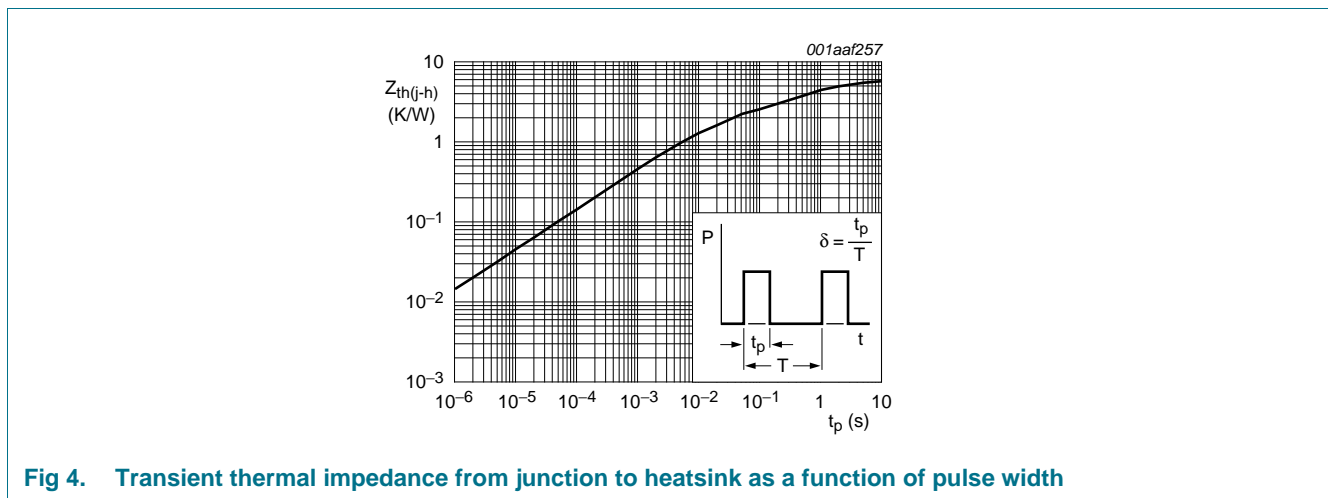 001aaf257
10
Zth(j-h)
(K/W)
1
10−1
10−2
10−3
P
δ = tp
T
tp
T
t
10−6 10−5 10−4 10−3 10−2 10−1 1 10
tp (s)
Fig 4. Transient thermal impedance from junction to heatsink as a function of pulse width